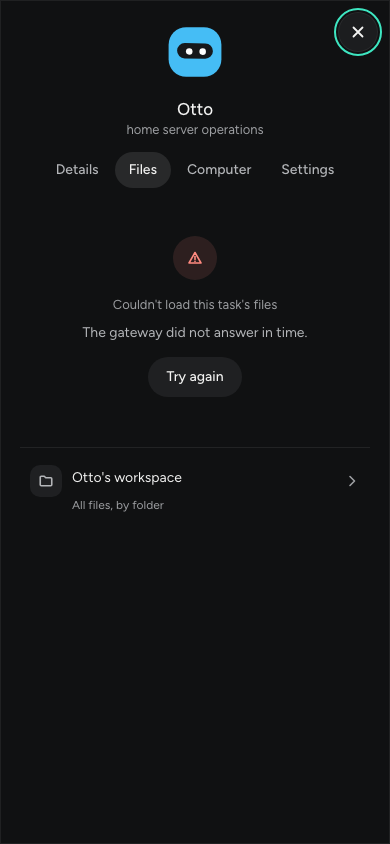 Otto
home server operations
Details Files Computer Settings
Couldn't load this task's files
The gateway did not answer in time.
Try again
Otto's workspace
All files, by folder